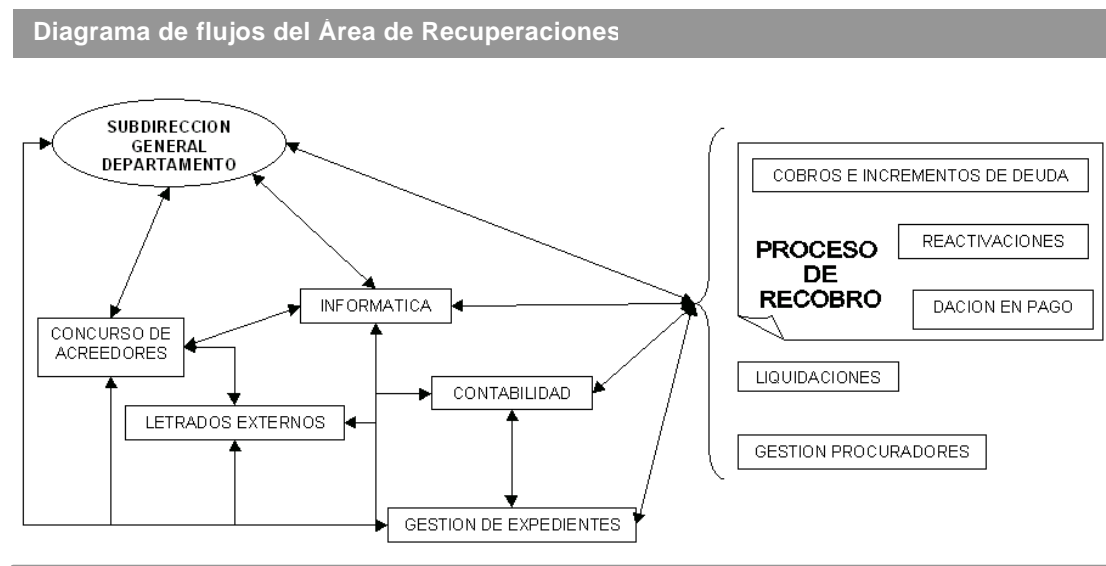 Diagrama de flujos del Área de Recuperaciones
SUBDIRECCION
GENERAL
DEPARTAMENTO
COBROS E INCREMENTOS DE DEUDA
REACTIVACIONES
PROCESO
DE
RECOBRO
DACION EN PAGO
INFORMATICA
CONCURSO DE
ACREEDORES
CONTABILIDAD
LIQUIDACIONES
LETRADOS EXTERNOS
GESTION PROCURADORES
GESTION DE EXPEDIENTES